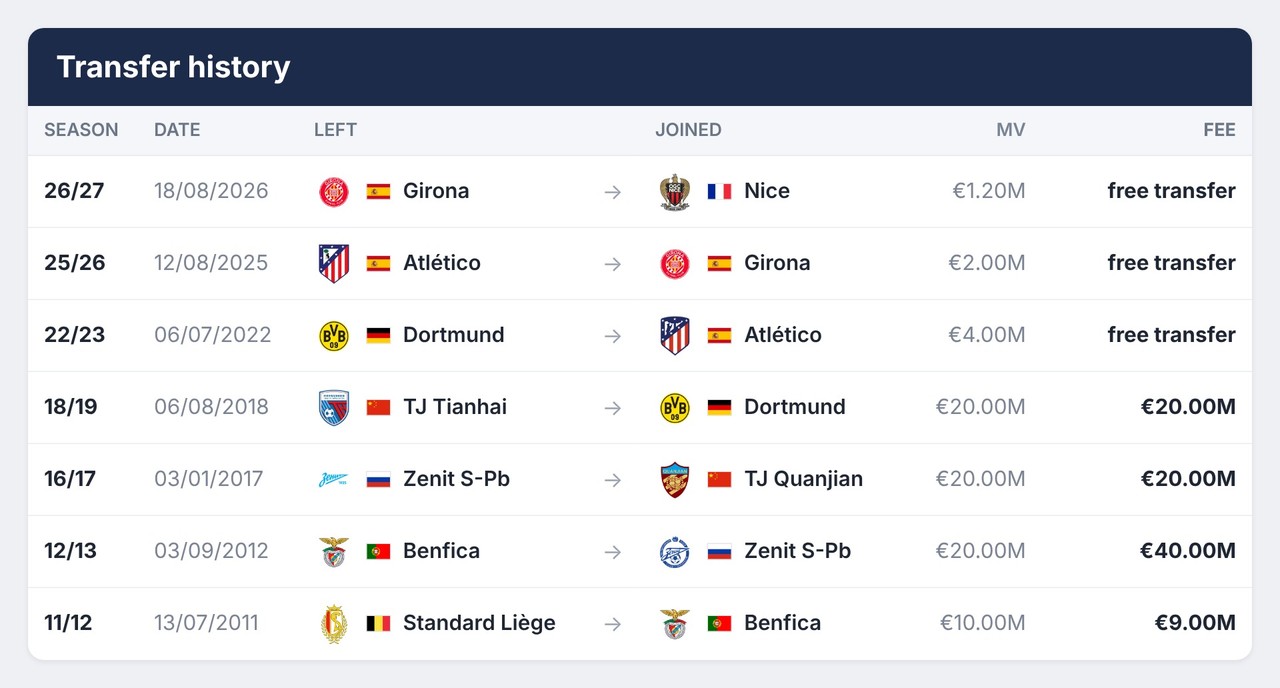 Transfer history
SEASON DATE LEFT JOINED MV FEE
26/27 18/08/2026 Girona → Nice €1.20M free transfer
25/26 12/08/2025 Atlético → Girona €2.00M free transfer
22/23 06/07/2022 Dortmund → Atlético €4.00M free transfer
18/19 06/08/2018 TJ Tianhai → Dortmund €20.00M €20.00M
16/17 03/01/2017 Zenit S-Pb → TJ Quanjian €20.00M €20.00M
12/13 03/09/2012 Benfica → Zenit S-Pb €20.00M €40.00M
11/12 13/07/2011 Standard Liège → Benfica €10.00M €9.00M